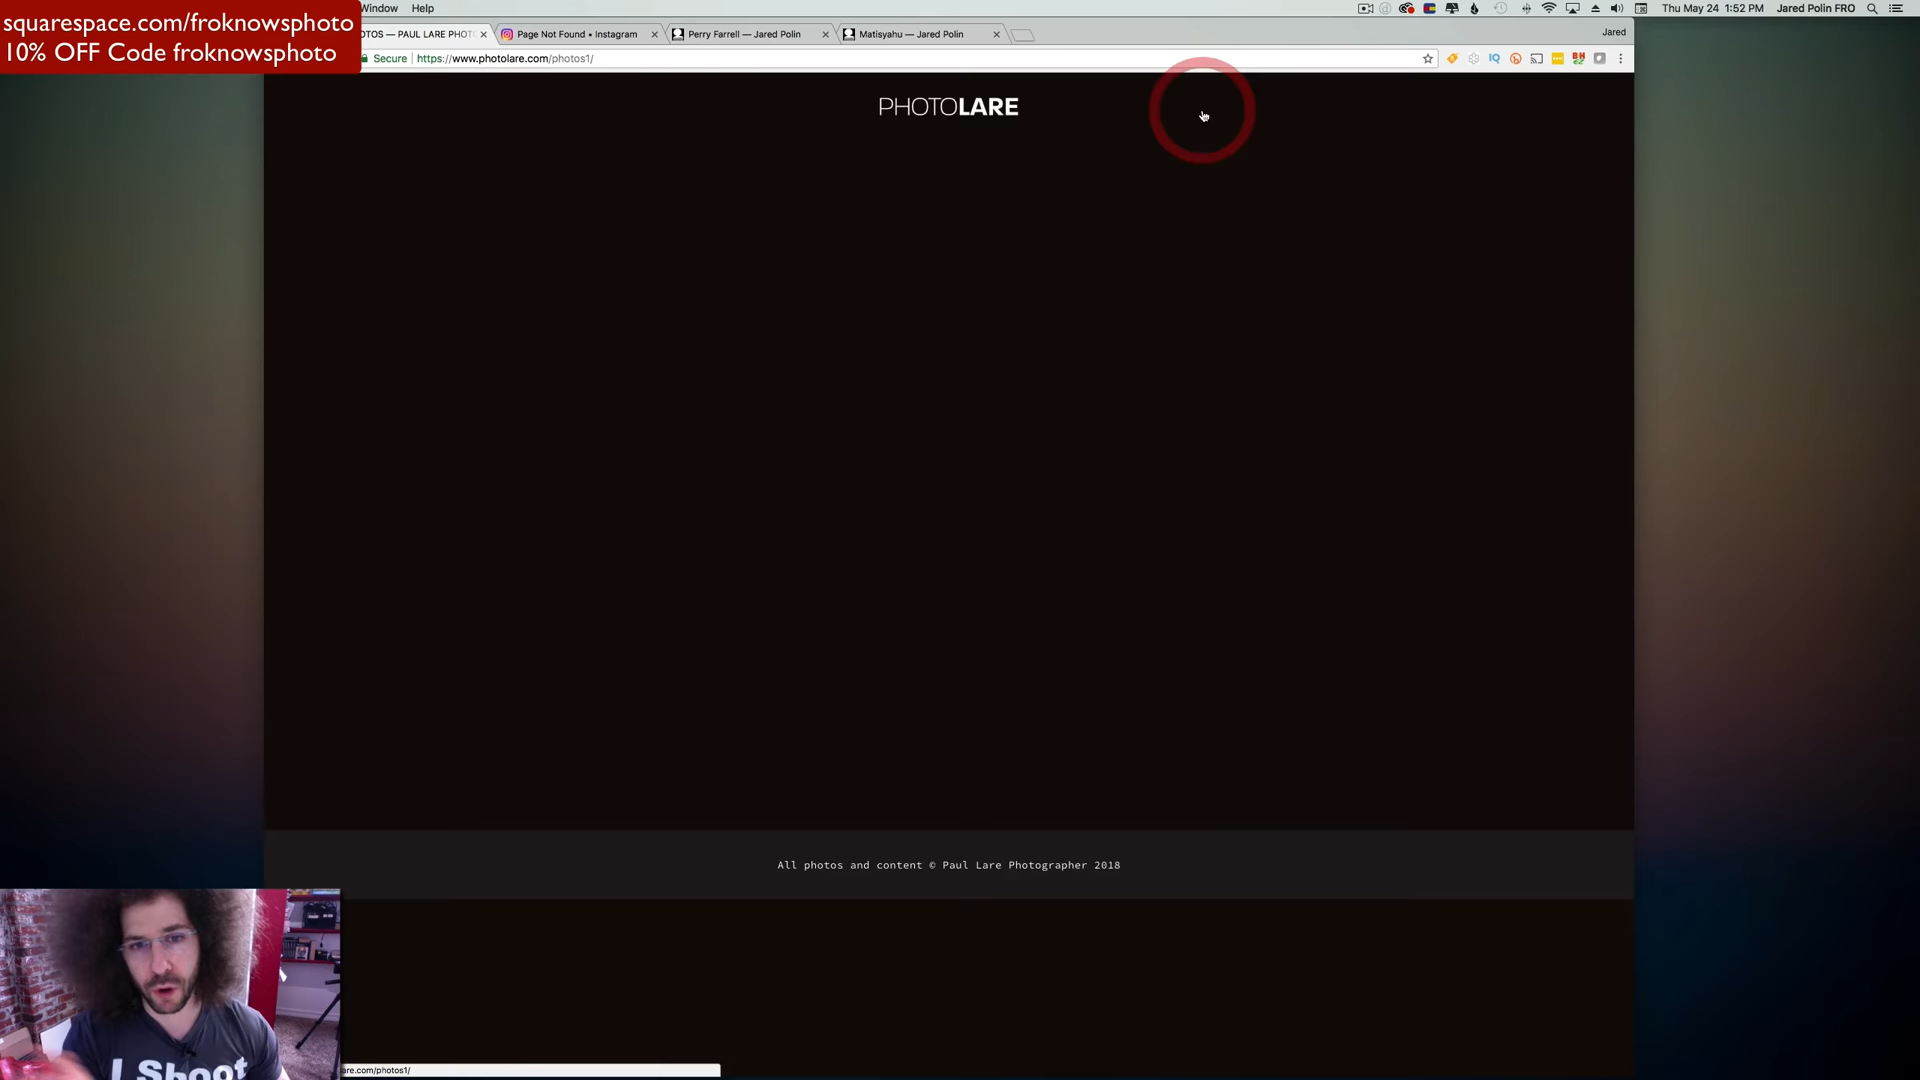 squarespace.com/froknowsphoto
10% OFF Code froknowsphoto
Window Help
Thu May 24 1:52 PM Jared Polin FRO
OTOS — PAUL LARE PHOT
Page Not Found • Instagram
Perry Farrell — Jared Polin
Matisyahu — Jared Polin
Jared
Secure https://www.photolare.com/photos1/
IQ
PHOTOLARE
All photos and content © Paul Lare Photographer 2018
I Shoot
are.com/photos1/